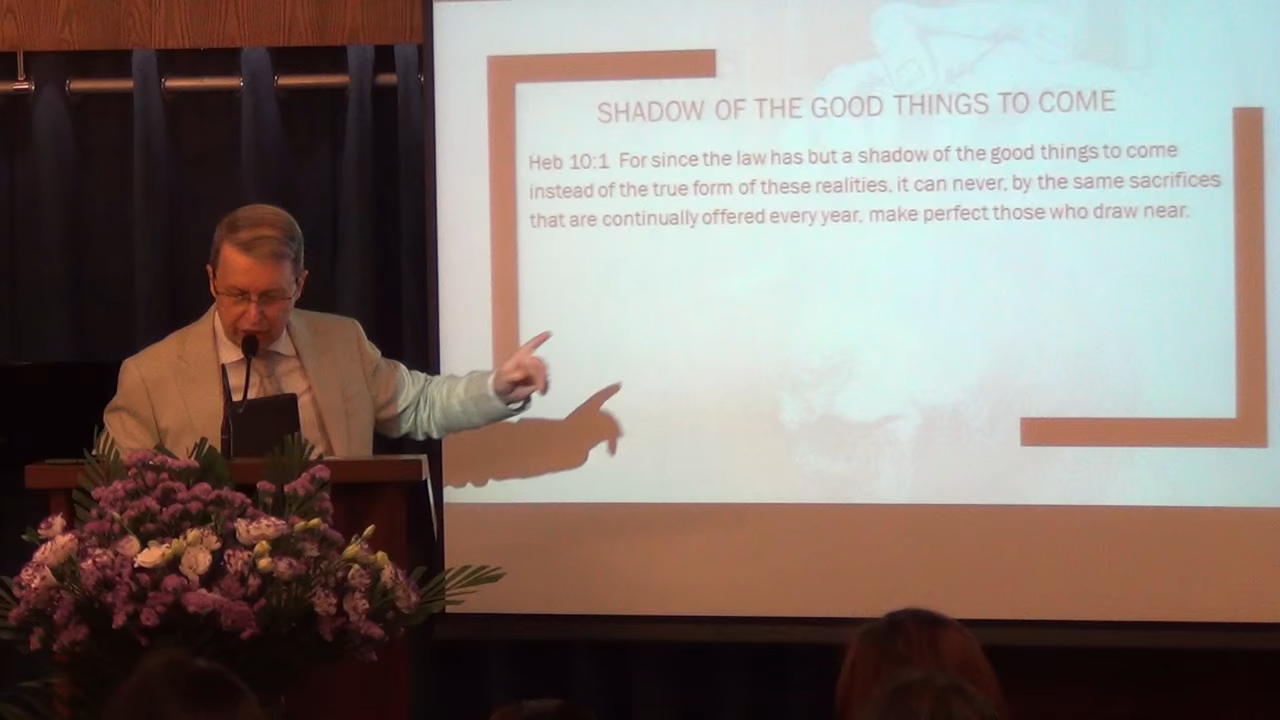 SHADOW OF THE GOOD THINGS TO COME
Heb 10:1 For since the law has but a shadow of the good things to come
instead of the true form of these realities, it can never, by the same sacrifices
that are continually offered every year, make perfect those who draw near.